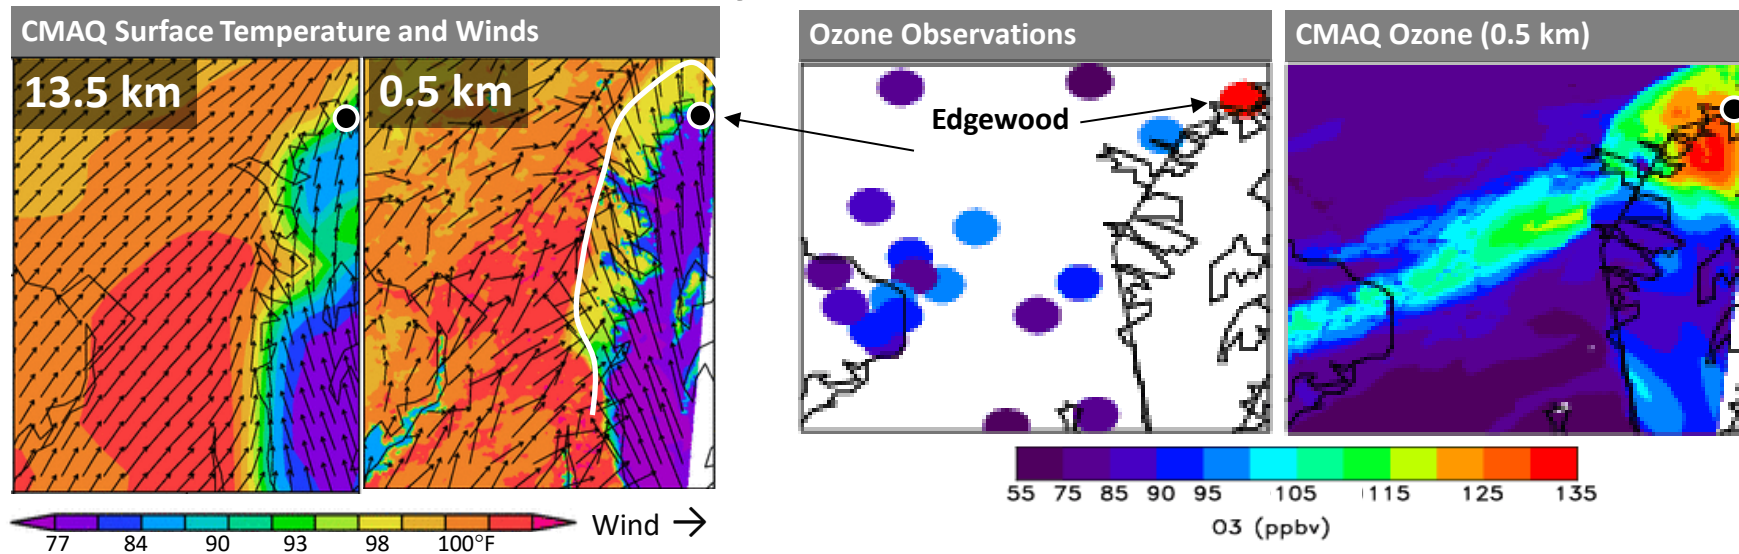 CMAQ Surface Temperature and Winds
13.5 km
0.5 km
77 84 90 93 98 100°F
Wind →
Ozone Observations
Edgewood
CMAQ Ozone (0.5 km)
55 75 85 90 95 105 115 125 135
O3 (ppbv)